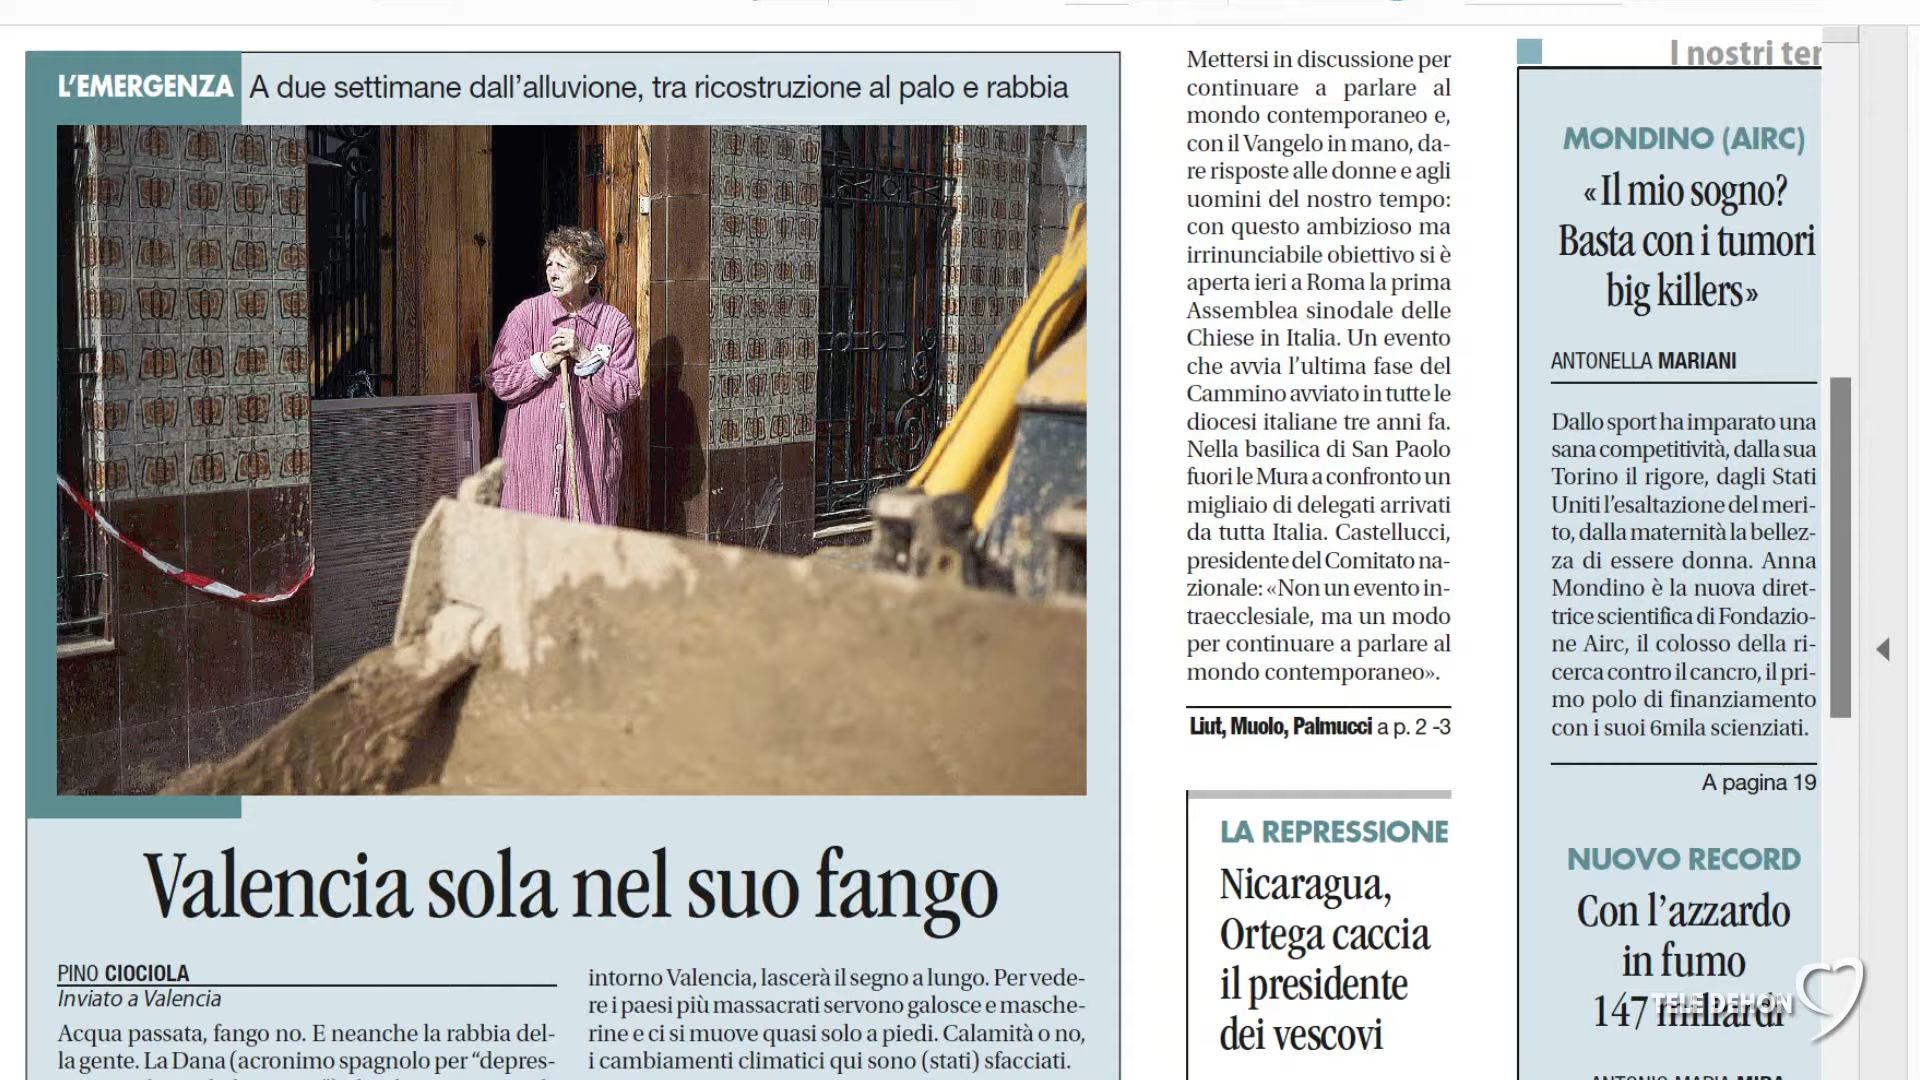 L'EMERGENZA A due settimane dall'alluvione, tra ricostruzione al palo e rabbia
Valencia sola nel suo fango
PINO CIOCIOLA
Inviato a Valencia
Acqua passata, fango no. E neanche la rabbia del-
la gente. La Dana (acronimo spagnolo per “depres-
intorno Valencia, lascerà il segno a lungo. Per vede-
re i paesi più massacrati servono galosce e masche-
rine e ci si muove quasi solo a piedi. Calamità o no,
i cambiamenti climatici qui sono (stati) sfacciati.
Mettersi in discussione per
continuare a parlare al
mondo contemporaneo e,
con il Vangelo in mano, da-
re risposte alle donne e agli
uomini del nostro tempo:
con questo ambizioso ma
irrinunciabile obiettivo si è
aperta ieri a Roma la prima
Assemblea sinodale delle
Chiese in Italia. Un evento
che avvia l'ultima fase del
Cammino avviato in tutte le
diocesi italiane tre anni fa.
Nella basilica di San Paolo
fuori le Mura a confronto un
migliaio di delegati arrivati
da tutta Italia. Castellucci,
presidente del Comitato na-
zionale: «Non un evento in-
traecclesiale, ma un modo
per continuare a parlare al
mondo contemporaneo».
Liut, Muolo, Palmucci a p. 2 -3
LA REPRESSIONE
Nicaragua,
Ortega caccia
il presidente
dei vescovi
I nostri ter
MONDINO (AIRC)
«Il mio sogno?
Basta con i tumori
big killers»
ANTONELLA MARIANI
Dallo sport ha imparato una
sana competitività, dalla sua
Torino il rigore, dagli Stati
Uniti l'esaltazione del meri-
to, dalla maternità la bellez-
za di essere donna. Anna
Mondino è la nuova diret-
trice scientifica di Fondazio-
ne Airc, il colosso della ri-
cerca contro il cancro, il pri-
mo polo di finanziamento
con i suoi 6mila scienziati.
A pagina 19
NUOVO RECORD
Con l'azzardo
in fumo
147 miliardi
ANTONIO MARIA MIRA
TELE DEHON